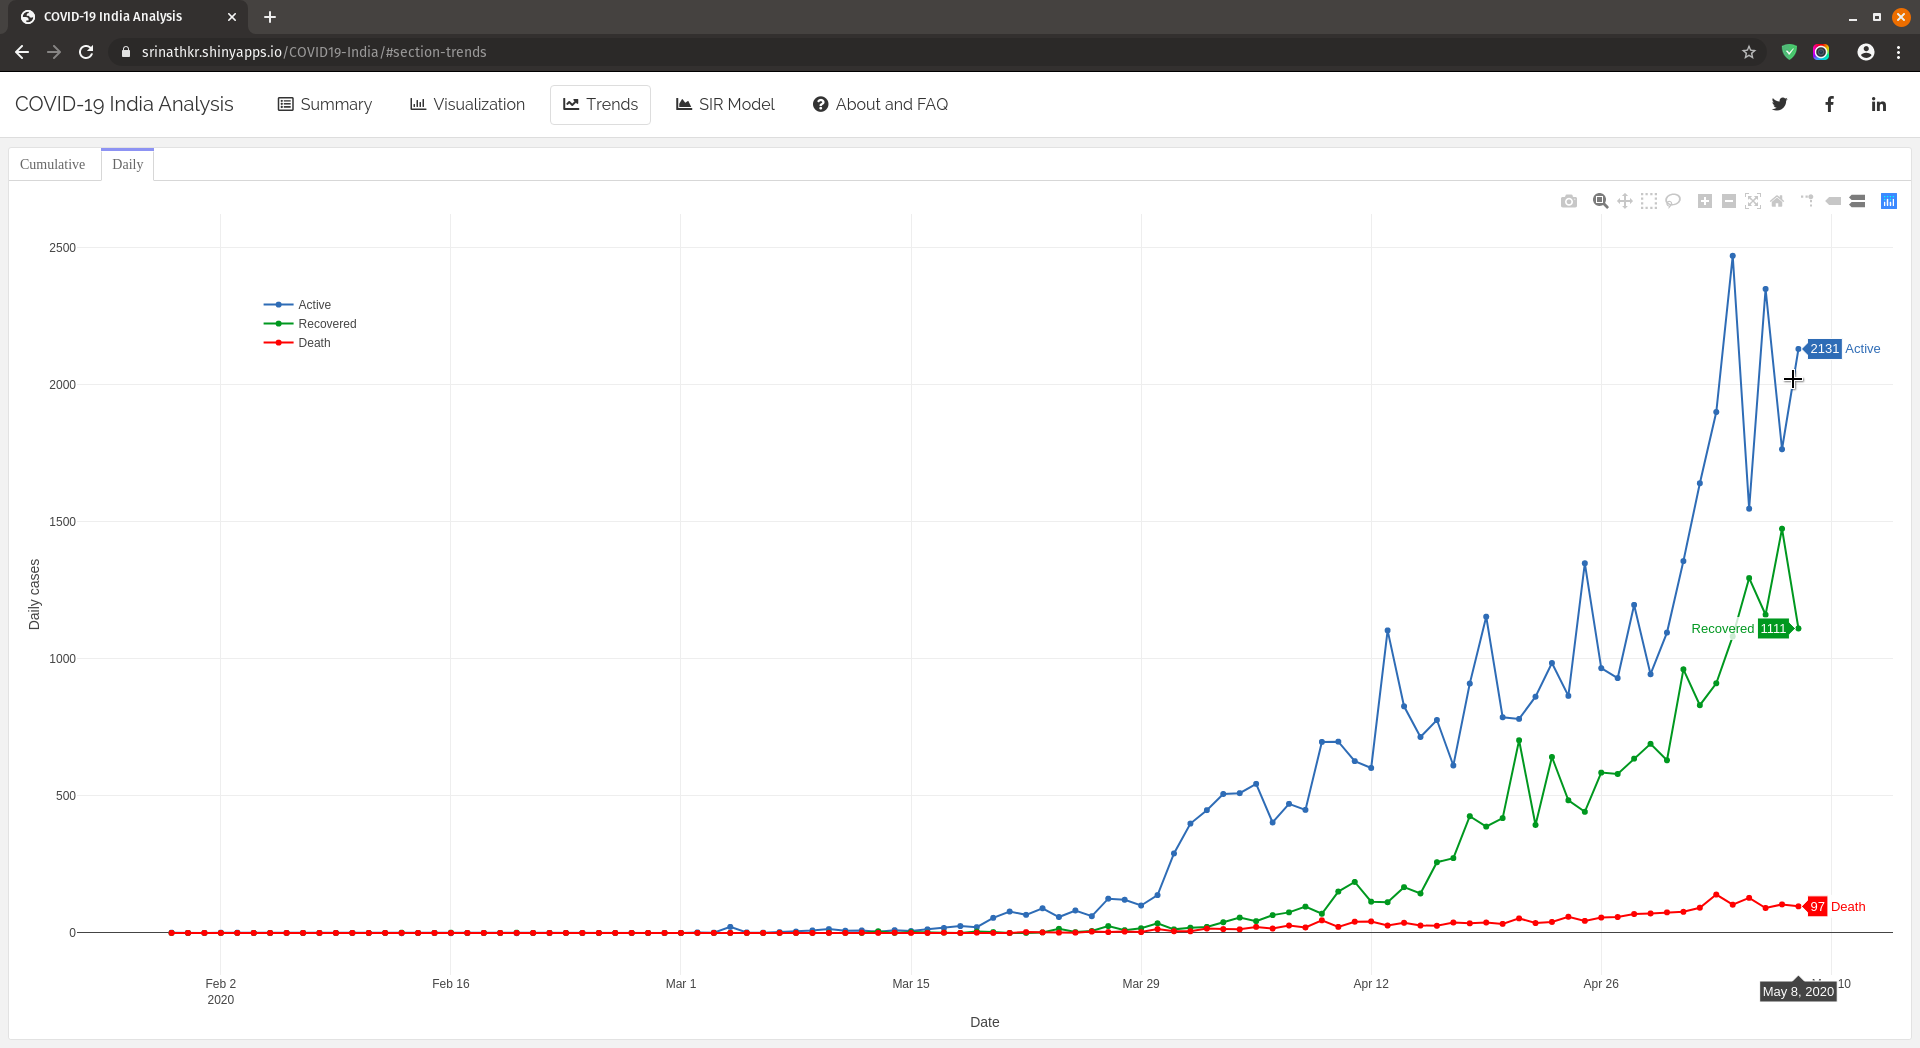 COVID-19 India Analysis
srinathkr.shinyapps.io/COVID19-India/#section-trends
COVID-19 India Analysis Summary Visualization Trends SIR Model About and FAQ
Cumulative Daily
2500
2000
1500
1000
500
0
Daily cases
Active
Recovered
Death
2131 Active
Recovered 1111
97 Death
Feb 2 Feb 16 Mar 1 Mar 15 Mar 29 Apr 12 Apr 26 10
2020
May 8, 2020
Date